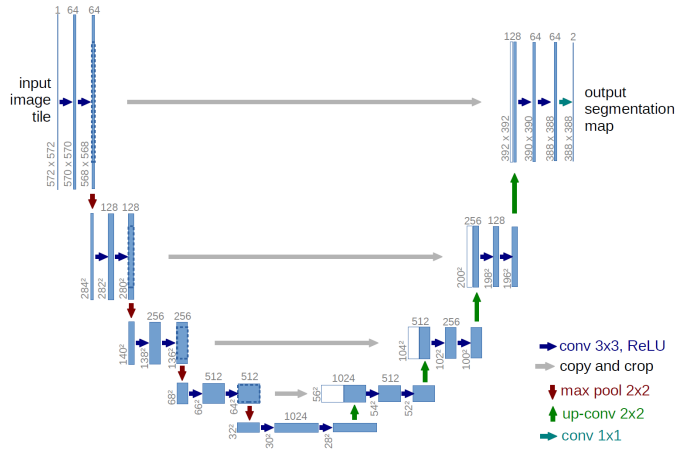 1 64 64
128 64 64 2
input
image
tile
output
segmentation
map
572 x 572
570 x 570
568 x 568
392 x 392
390 x 390
388 x 388
388 x 388
128 128
256 128
284²
282²
280²
200²
198²
196²
256 256
512 256
140²
138²
136²
104²
102²
100²
512 512
1024 512
68²
66²
64²
56²
54²
52²
1024
32²
30²
28²
conv 3x3, ReLU
copy and crop
max pool 2x2
up-conv 2x2
conv 1x1